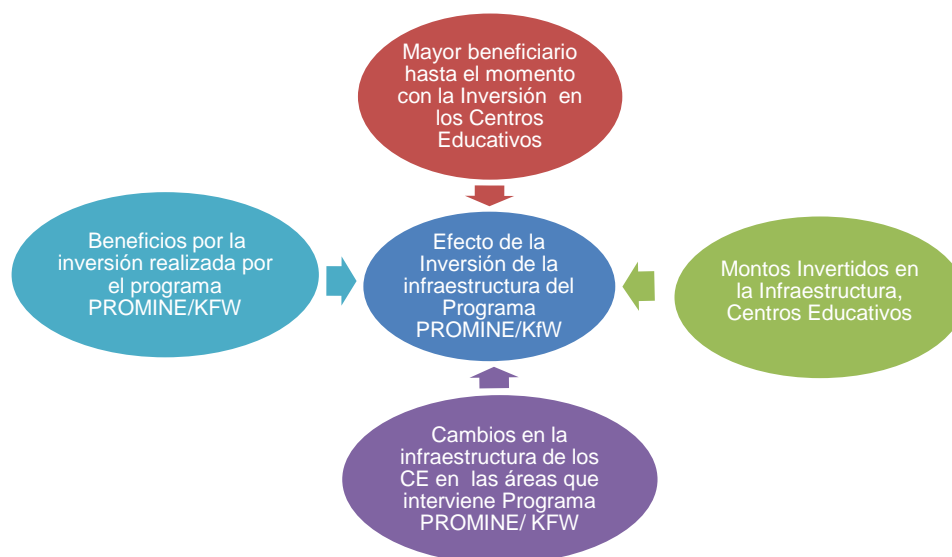 Mayor beneficiario
hasta el momento
con la Inversión en
los Centros
Educativos
Beneficios por la
inversión realizada por
el programa
PROMINE/KFW
Efecto de la
Inversión de la
infraestructura del
Programa
PROMINE/KfW
Montos Invertidos en
la Infraestructura,
Centros Educativos
Cambios en la
infraestructura de los
CE en las áreas que
interviene Programa
PROMINE/ KFW